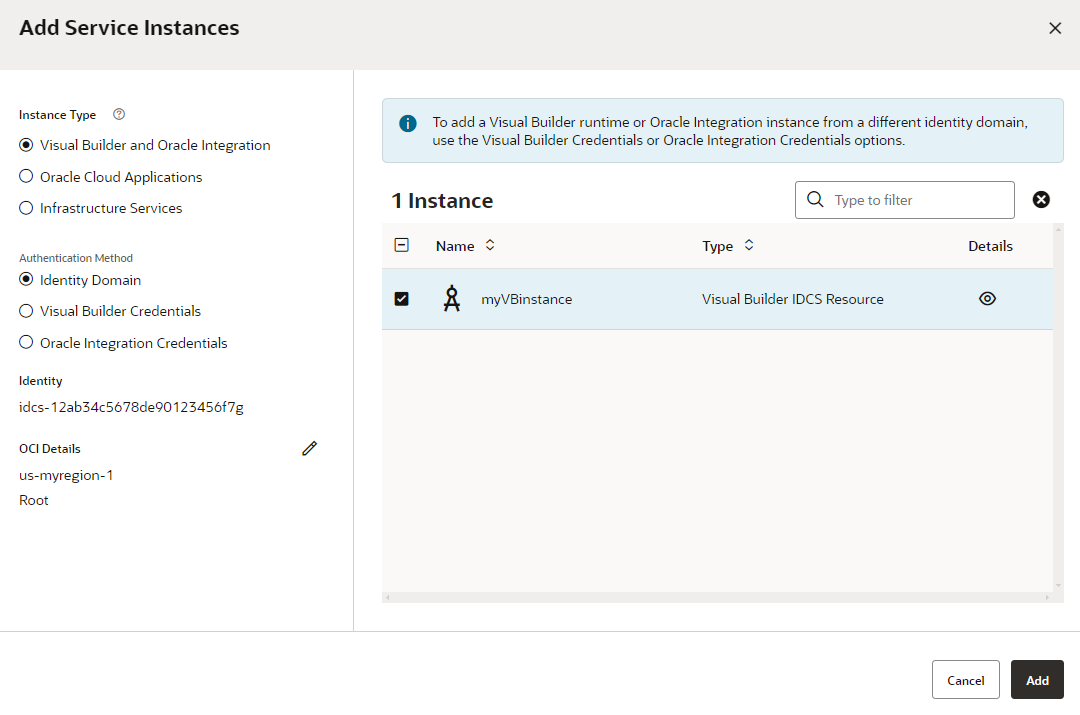 Add Service Instances
Instance Type
Visual Builder and Oracle Integration
Oracle Cloud Applications
Infrastructure Services
Authentication Method
Identity Domain
Visual Builder Credentials
Oracle Integration Credentials
Identity
idcs-12ab34c5678de90123456f7g
OCI Details
us-myregion-1
Root
To add a Visual Builder runtime or Oracle Integration instance from a different identity domain,
use the Visual Builder Credentials or Oracle Integration Credentials options.
1 Instance
Type to filter
Name Type Details
myVBinstance Visual Builder IDCS Resource
Cancel Add